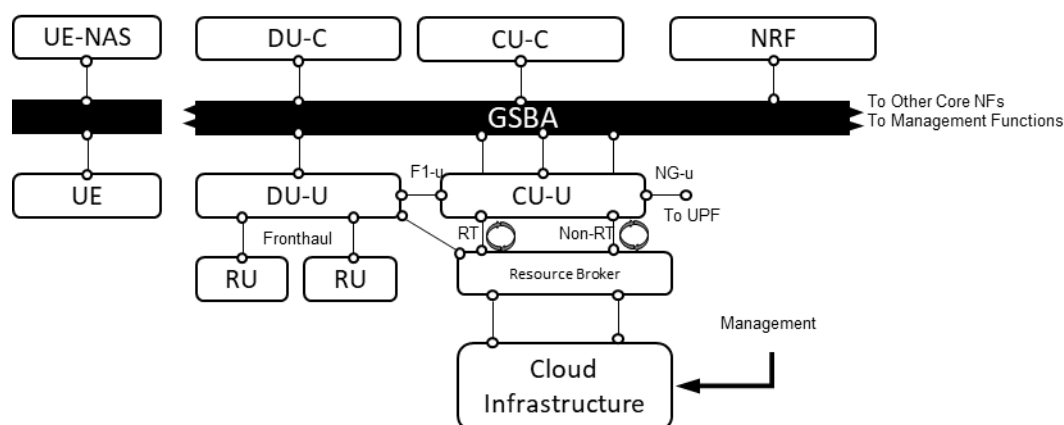 UE-NAS
DU-C
CU-C
NRF
GSBA
To Other Core NFs
To Management Functions
UE
DU-U
F1-u
CU-U
NG-u
To UPF
Fronthaul
RT
Non-RT
RU
RU
Resource Broker
Management
Cloud
Infrastructure